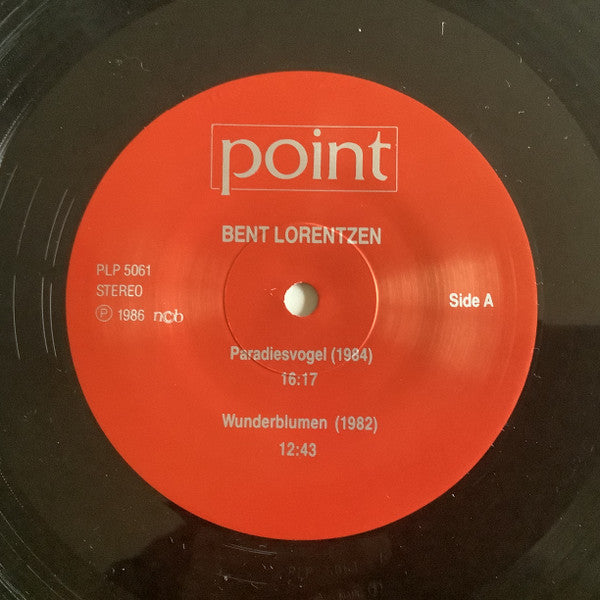 point
BENT LORENTZEN
PLP 5061
STEREO
Ⓟ 1986 ncb
Side A
Paradiesvogel (1984)
16:17
Wunderblumen (1982)
12:43